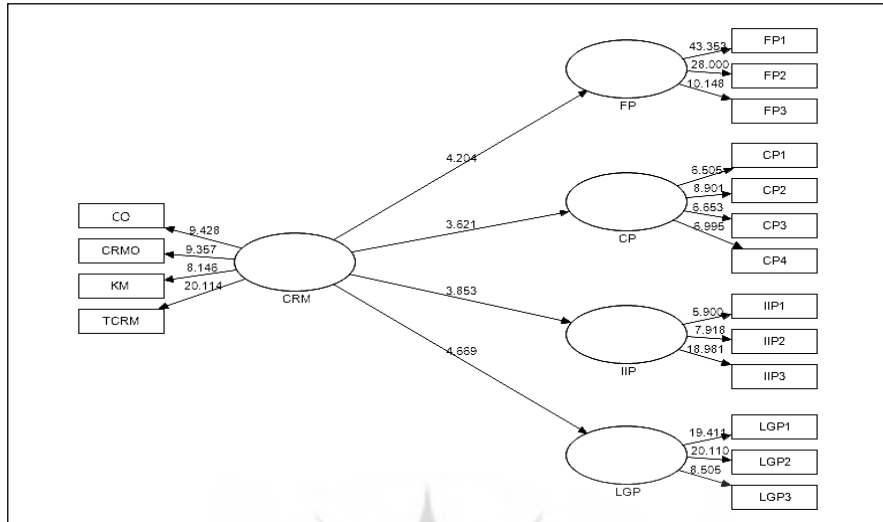 CO
CRMO
KM
TCRM
9.428
9.357
8.146
20.114
CRM
4.204
3.621
3.853
4.669
FP
43.353
28.000
10.148
FP1
FP2
FP3
CP
6.505
8.901
6.653
6.995
CP1
CP2
CP3
CP4
IIP
5.900
7.918
18.981
IIP1
IIP2
IIP3
LGP
19.411
20.110
8.505
LGP1
LGP2
LGP3